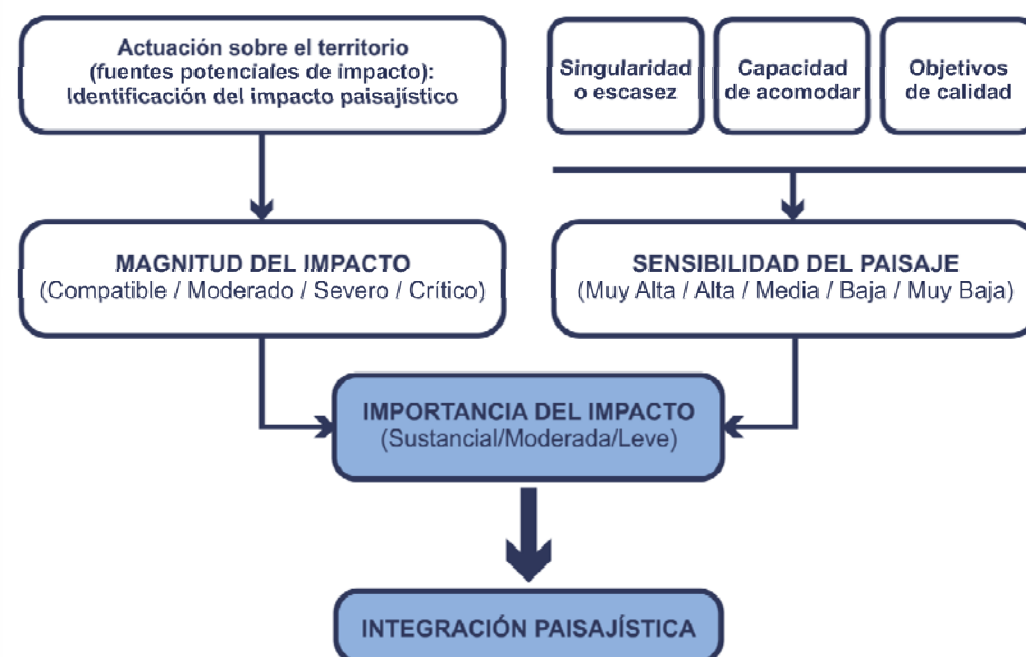 Actuación sobre el territorio
(fuentes potenciales de impacto):
Identificación del impacto paisajístico
Singularidad
o escasez
Capacidad
de acomodar
Objetivos
de calidad
MAGNITUD DEL IMPACTO
(Compatible / Moderado / Severo / Crítico)
SENSIBILIDAD DEL PAISAJE
(Muy Alta / Alta / Media / Baja / Muy Baja)
IMPORTANCIA DEL IMPACTO
(Sustancial/Moderada/Leve)
INTEGRACIÓN PAISAJÍSTICA